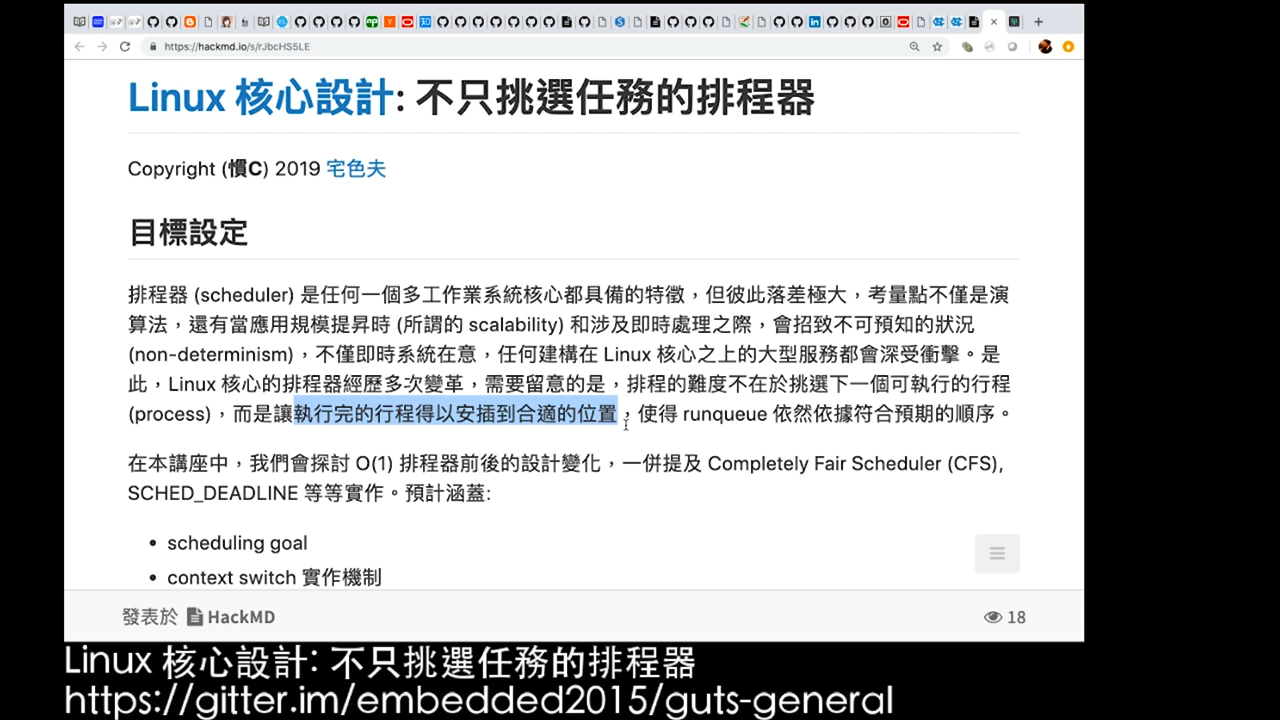 https://hackmd.io/s/rJbcHS5LE
Linux 核心設計: 不只挑選任務的排程器
Copyright (慣C) 2019 宅色夫
目標設定
排程器 (scheduler) 是任何一個多工作業系統核心都具備的特徵，但彼此落差極大，考量點不僅是演
算法，還有當應用規模提昇時 (所謂的 scalability) 和涉及即時處理之際，會招致不可預知的狀況
(non-determinism)，不僅即時系統在意，任何建構在 Linux 核心之上的大型服務都會深受衝擊。是
此，Linux 核心的排程器經歷多次變革，需要留意的是，排程的難度不在於挑選下一個可執行的行程
(process)，而是讓執行完的行程得以安插到合適的位置，使得 runqueue 依然依據符合預期的順序。
在本講座中，我們會探討 O(1) 排程器前後的設計變化，一併提及 Completely Fair Scheduler (CFS),
SCHED_DEADLINE 等等實作。預計涵蓋:
• scheduling goal
• context switch 實作機制
發表於 HackMD 18
Linux 核心設計: 不只挑選任務的排程器
https://gitter.im/embedded2015/guts-general